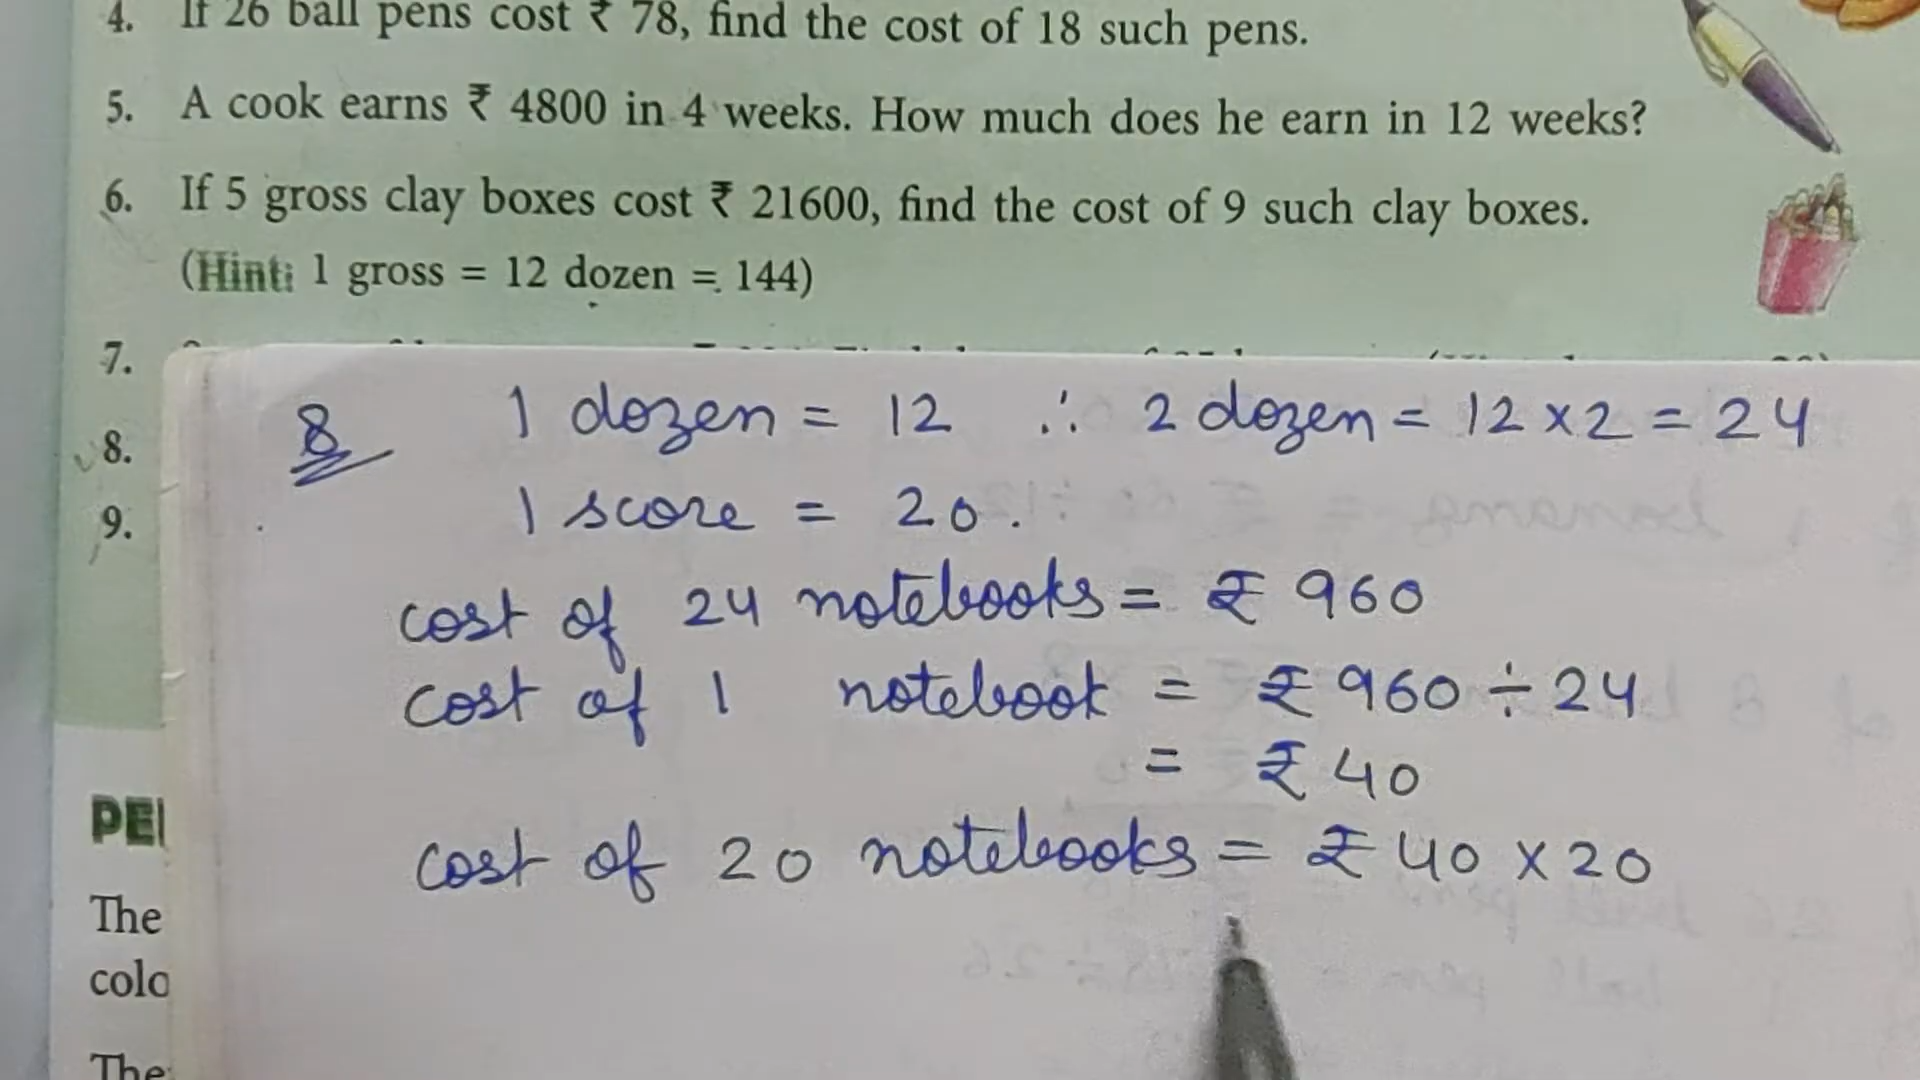 4. If 26 ball pens cost ₹ 78, find the cost of 18 such pens.
5. A cook earns ₹ 4800 in 4 weeks. How much does he earn in 12 weeks?
6. If 5 gross clay boxes cost ₹ 21600, find the cost of 9 such clay boxes.
(Hint: 1 gross = 12 dozen = 144)
7.
8.
9.
8 1 dozen = 12 ∴ 2 dozen = 12 × 2 = 24
1 score = 20.
cost of 24 notebooks = ₹ 960
cost of 1 notebook = ₹ 960 ÷ 24
= ₹ 40
cost of 20 notebooks = ₹ 40 × 20
PE
The
colo
The